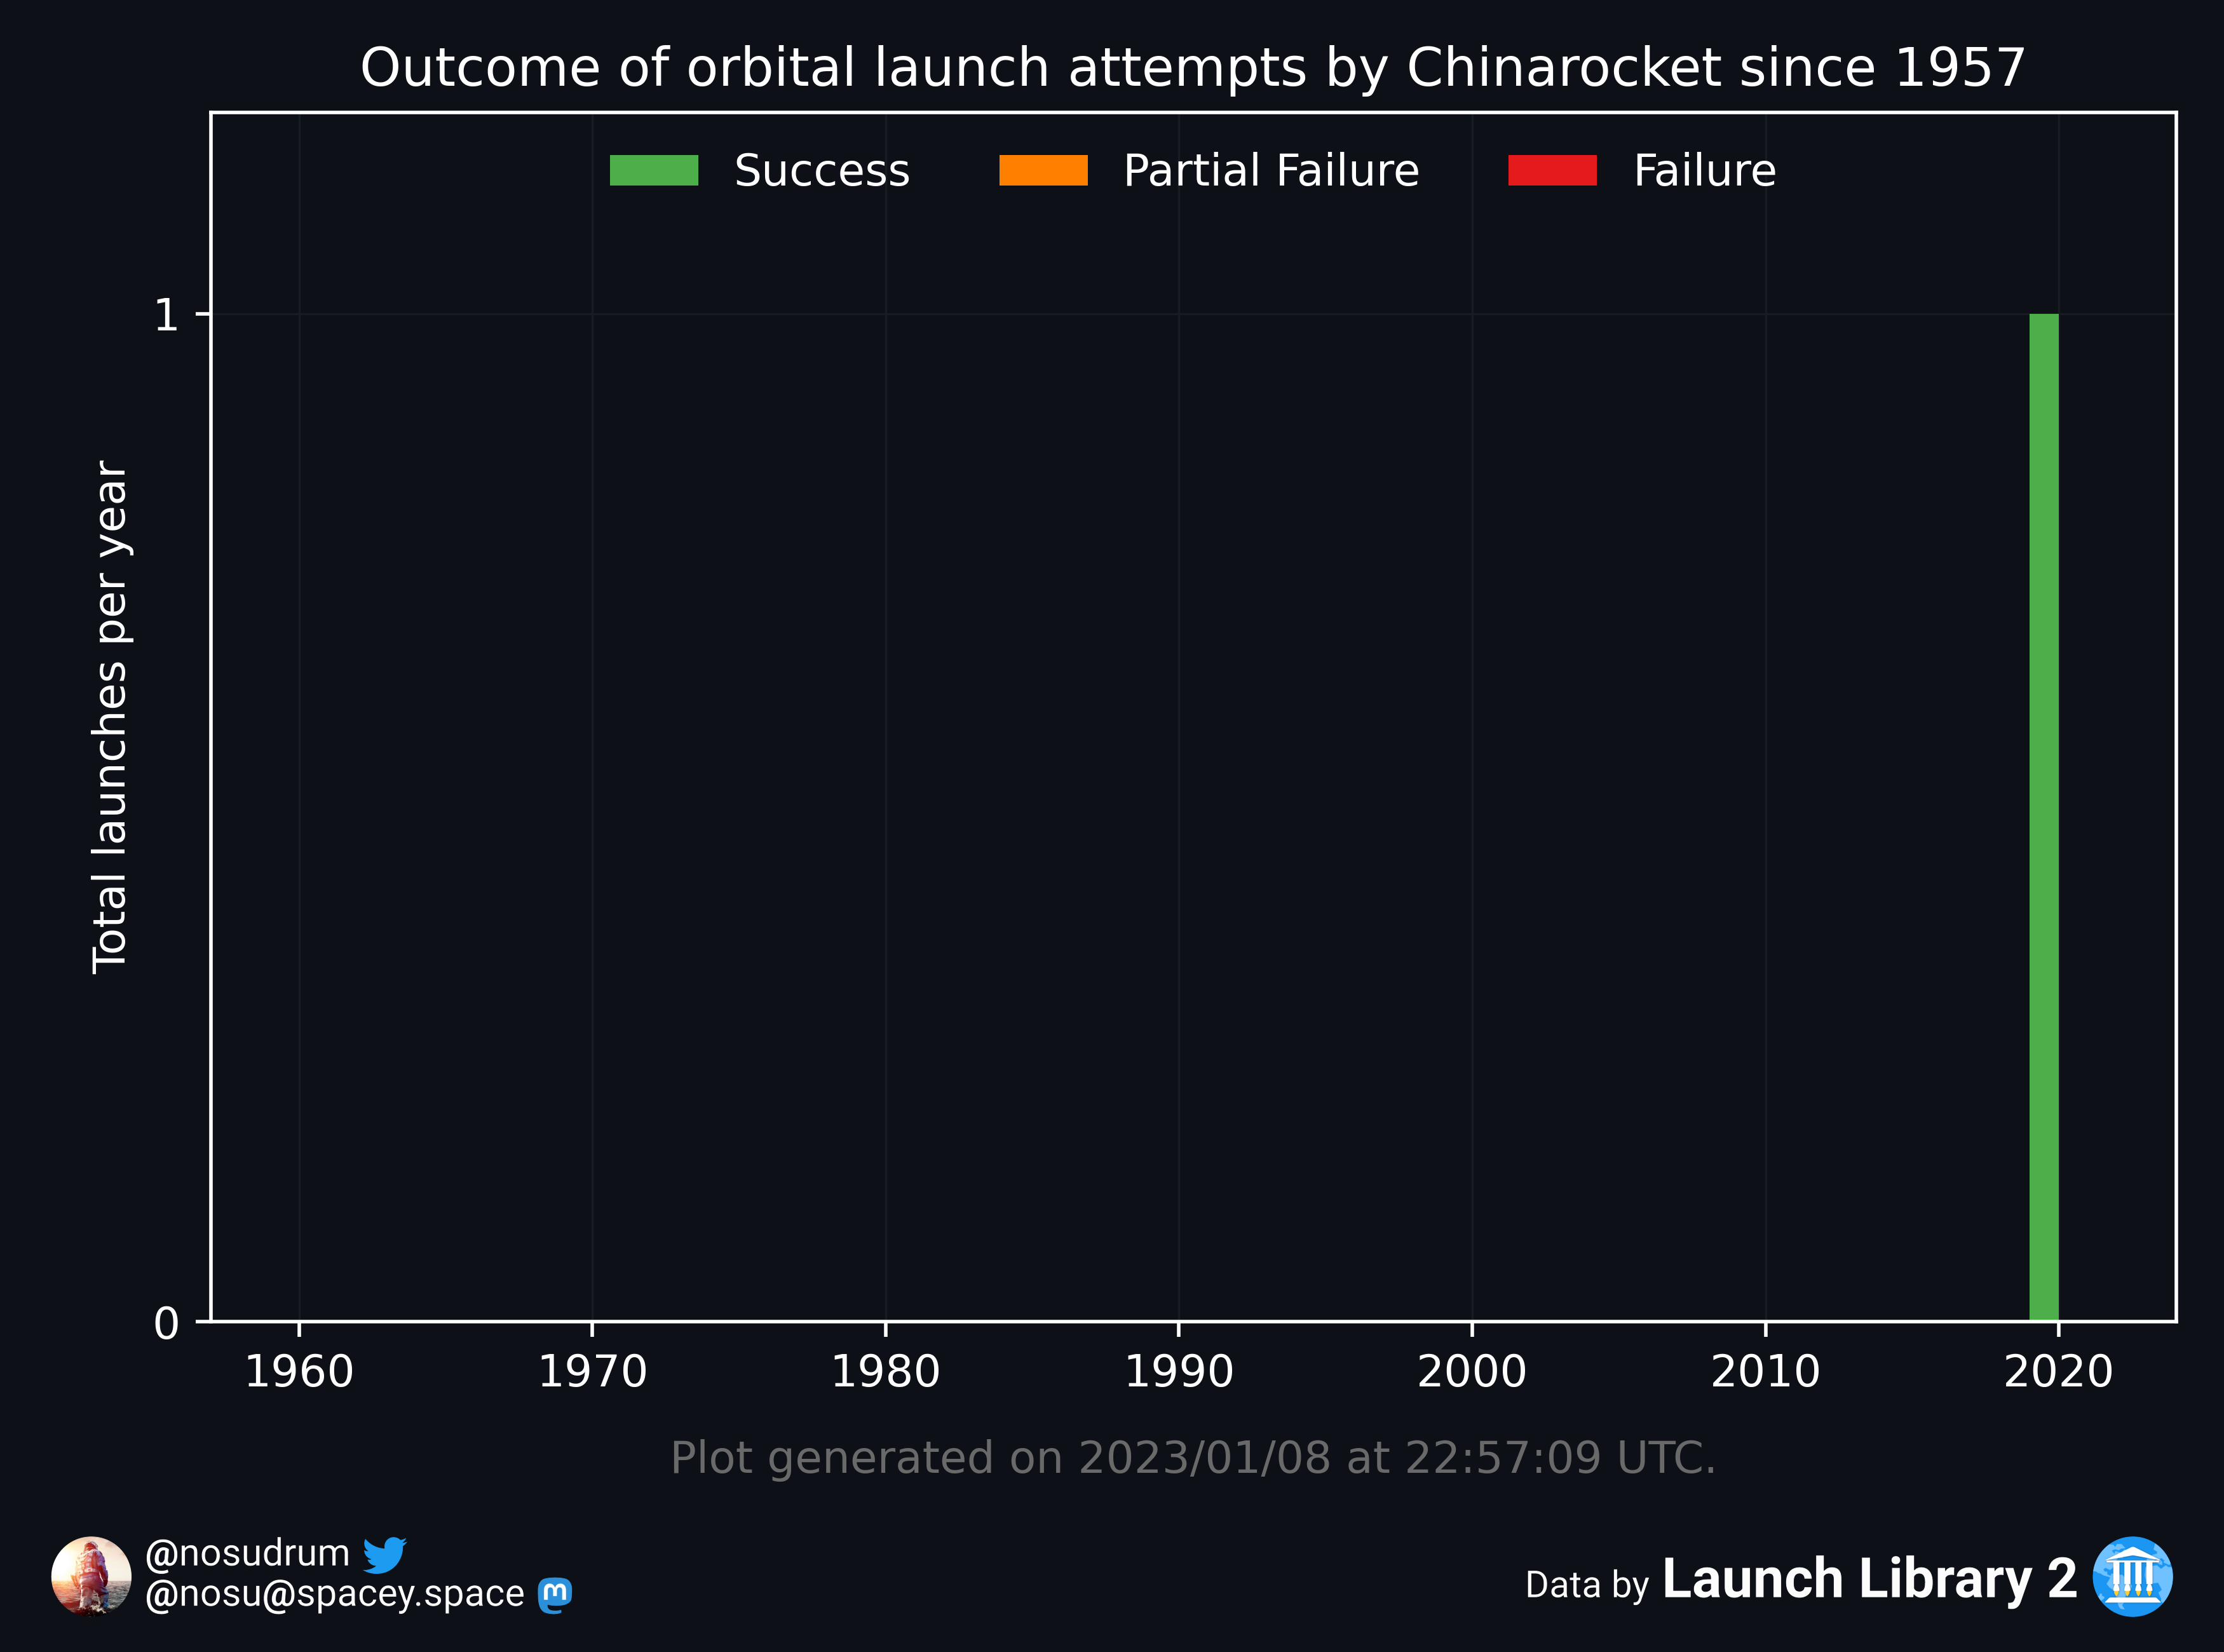 Outcome of orbital launch attempts by Chinarocket since 1957
Success Partial Failure Failure
Total launches per year
1
0
1960 1970 1980 1990 2000 2010 2020
Plot generated on 2023/01/08 at 22:57:09 UTC.
@nosudrum
@nosu@spacey.space
Data by Launch Library 2